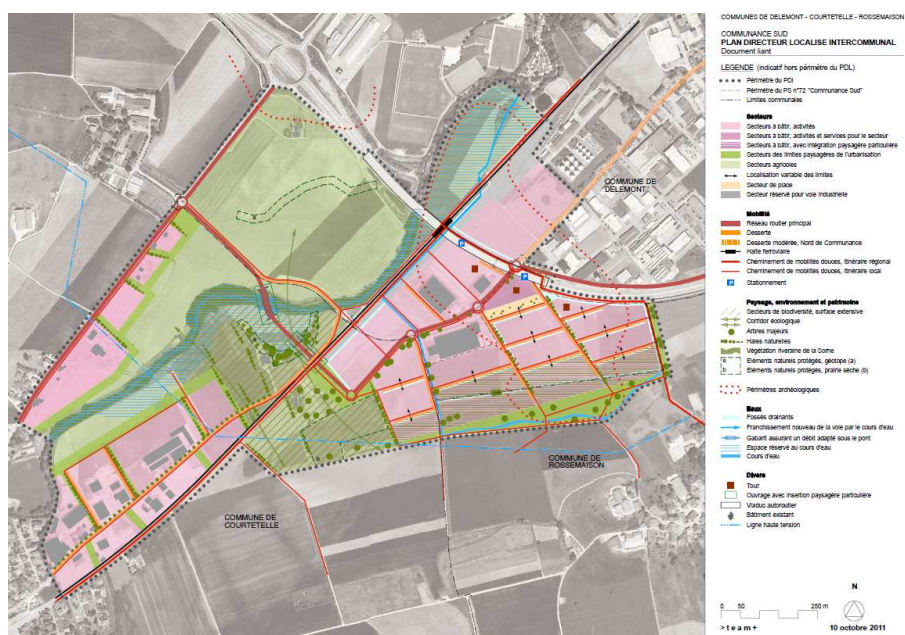 COMMUNES DE DELEMONT - COURTETELLE - ROSSEMAISON
COMMUNANCE SUD
PLAN DIRECTEUR LOCALISE INTERCOMMUNAL
Document liant
LEGENDE (indicatif hors périmètre du PDL)
Périmètre du PDI
Périmètre du PS n°72 "Communance Sud"
Limites communales
Secteurs
Secteurs à bâtir, activités
Secteurs à bâtir, activités et services pour le secteur
Secteurs à bâtir, avec intégration paysagère particulière
Secteurs des limites paysagères de l'urbanisation
Secteurs agricoles
Localisation variable des limites
Secteur de place
Secteur réservé pour voie industrielle
Mobilité
Réseau routier principal
Desserte
Desserte modérée, Nord de Communance
Halte ferroviaire
Cheminement de mobilités douces, itinéraire régional
Cheminement de mobilités douces, itinéraire local
P Stationnement
Paysage, environnement et patrimoine
Secteurs de biodiversité, surface extensive
Corridor écologique
Arbres majeurs
Haies naturelles
Végétation riveraine de la Sorne
a Eléments naturels protégés, géotope (a)
b Eléments naturels protégés, prairie sèche (b)
Périmètres archéologiques
Eaux
Fossés drainants
Franchissement nouveau de la voie par le cours d'eau
Gabarit assurant un débit adapté sous le pont
Espace réservé au cours d'eau
Cours d'eau
Divers
Tour
Ouvrage avec insertion paysagère particulière
Viaduc autoroutier
Bâtiment existant
Ligne haute tension
COMMUNE DE
DELEMONT
P
P
COMMUNE DE
ROSSEMAISON
COMMUNE DE
COURTETELLE
N
0 50 250 m
>team+
10 octobre 2011